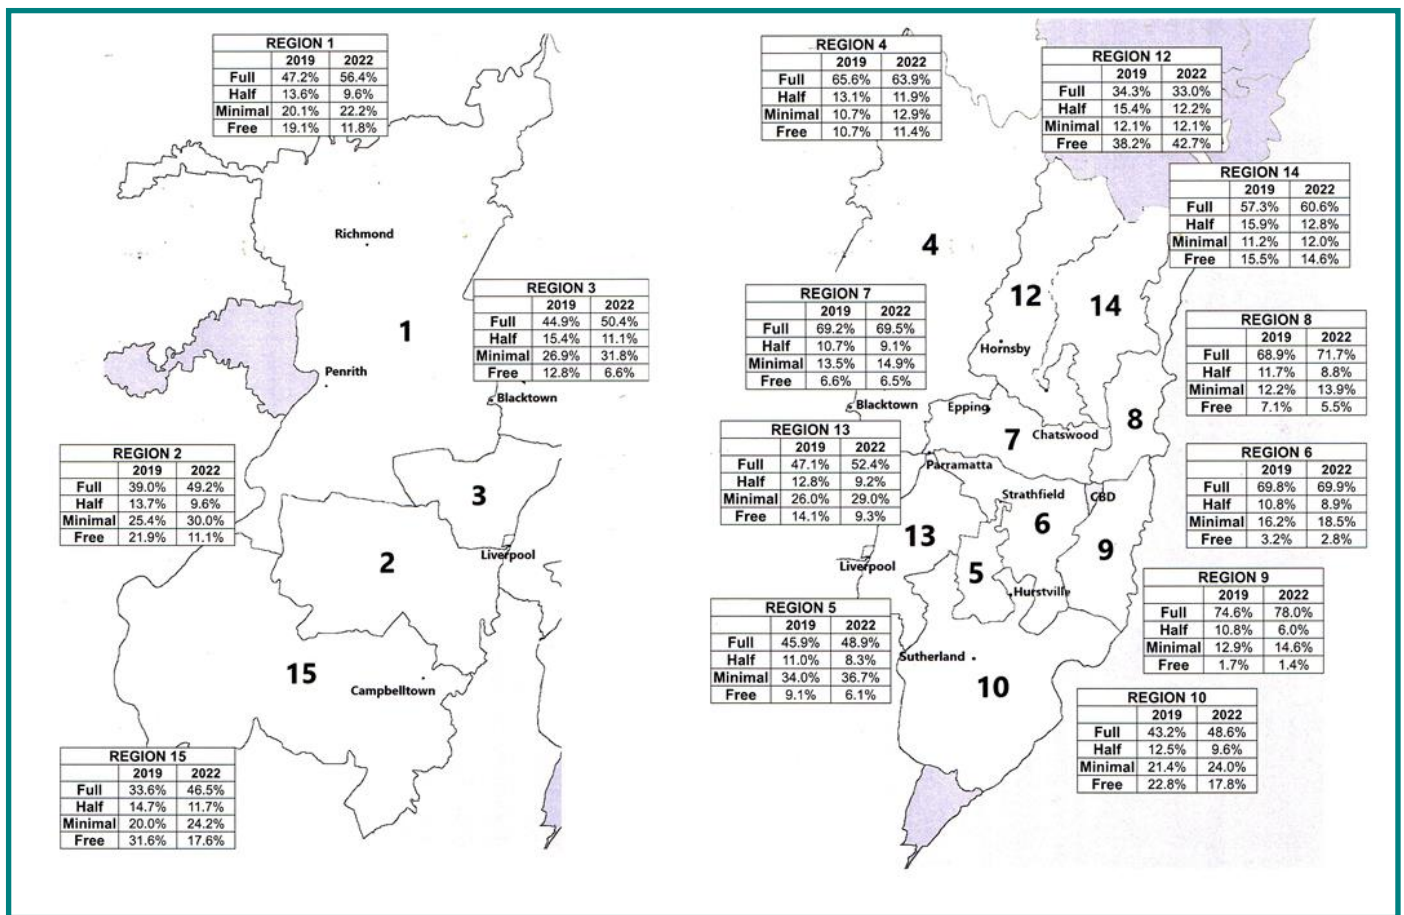 REGION 1
2019 2022
Full 47.2% 56.4%
Half 13.6% 9.6%
Minimal 20.1% 22.2%
Free 19.1% 11.8%
Richmond
REGION 3
2019 2022
Full 44.9% 50.4%
Half 15.4% 11.1%
Minimal 26.9% 31.8%
Free 12.8% 6.6%
1
Penrith
Blacktown
REGION 2
2019 2022
Full 39.0% 49.2%
Half 13.7% 9.6%
Minimal 25.4% 30.0%
Free 21.9% 11.1%
3
2
Liverpool
15
Campbelltown
REGION 15
2019 2022
Full 33.6% 46.5%
Half 14.7% 11.7%
Minimal 20.0% 24.2%
Free 31.6% 17.6%
REGION 4
2019 2022
Full 65.6% 63.9%
Half 13.1% 11.9%
Minimal 10.7% 12.9%
Free 10.7% 11.4%
REGION 12
2019 2022
Full 34.3% 33.0%
Half 15.4% 12.2%
Minimal 12.1% 12.1%
Free 38.2% 42.7%
REGION 14
2019 2022
Full 57.3% 60.6%
Half 15.9% 12.8%
Minimal 11.2% 12.0%
Free 15.5% 14.6%
4
12
14
REGION 7
2019 2022
Full 69.2% 69.5%
Half 10.7% 9.1%
Minimal 13.5% 14.9%
Free 6.6% 6.5%
Hornsby
REGION 8
2019 2022
Full 68.9% 71.7%
Half 11.7% 8.8%
Minimal 12.2% 13.9%
Free 7.1% 5.5%
Blacktown
Epping
7
Chatswood
8
REGION 13
2019 2022
Full 47.1% 52.4%
Half 12.8% 9.2%
Minimal 26.0% 29.0%
Free 14.1% 9.3%
Parramatta
Strathfield
CBD
REGION 6
2019 2022
Full 69.8% 69.9%
Half 10.8% 8.9%
Minimal 16.2% 18.5%
Free 3.2% 2.8%
13
6
9
Liverpool
5
Hurstville
REGION 9
2019 2022
Full 74.6% 78.0%
Half 10.8% 6.0%
Minimal 12.9% 14.6%
Free 1.7% 1.4%
REGION 5
2019 2022
Full 45.9% 48.9%
Half 11.0% 8.3%
Minimal 34.0% 36.7%
Free 9.1% 6.1%
Sutherland
10
REGION 10
2019 2022
Full 43.2% 48.6%
Half 12.5% 9.6%
Minimal 21.4% 24.0%
Free 22.8% 17.8%